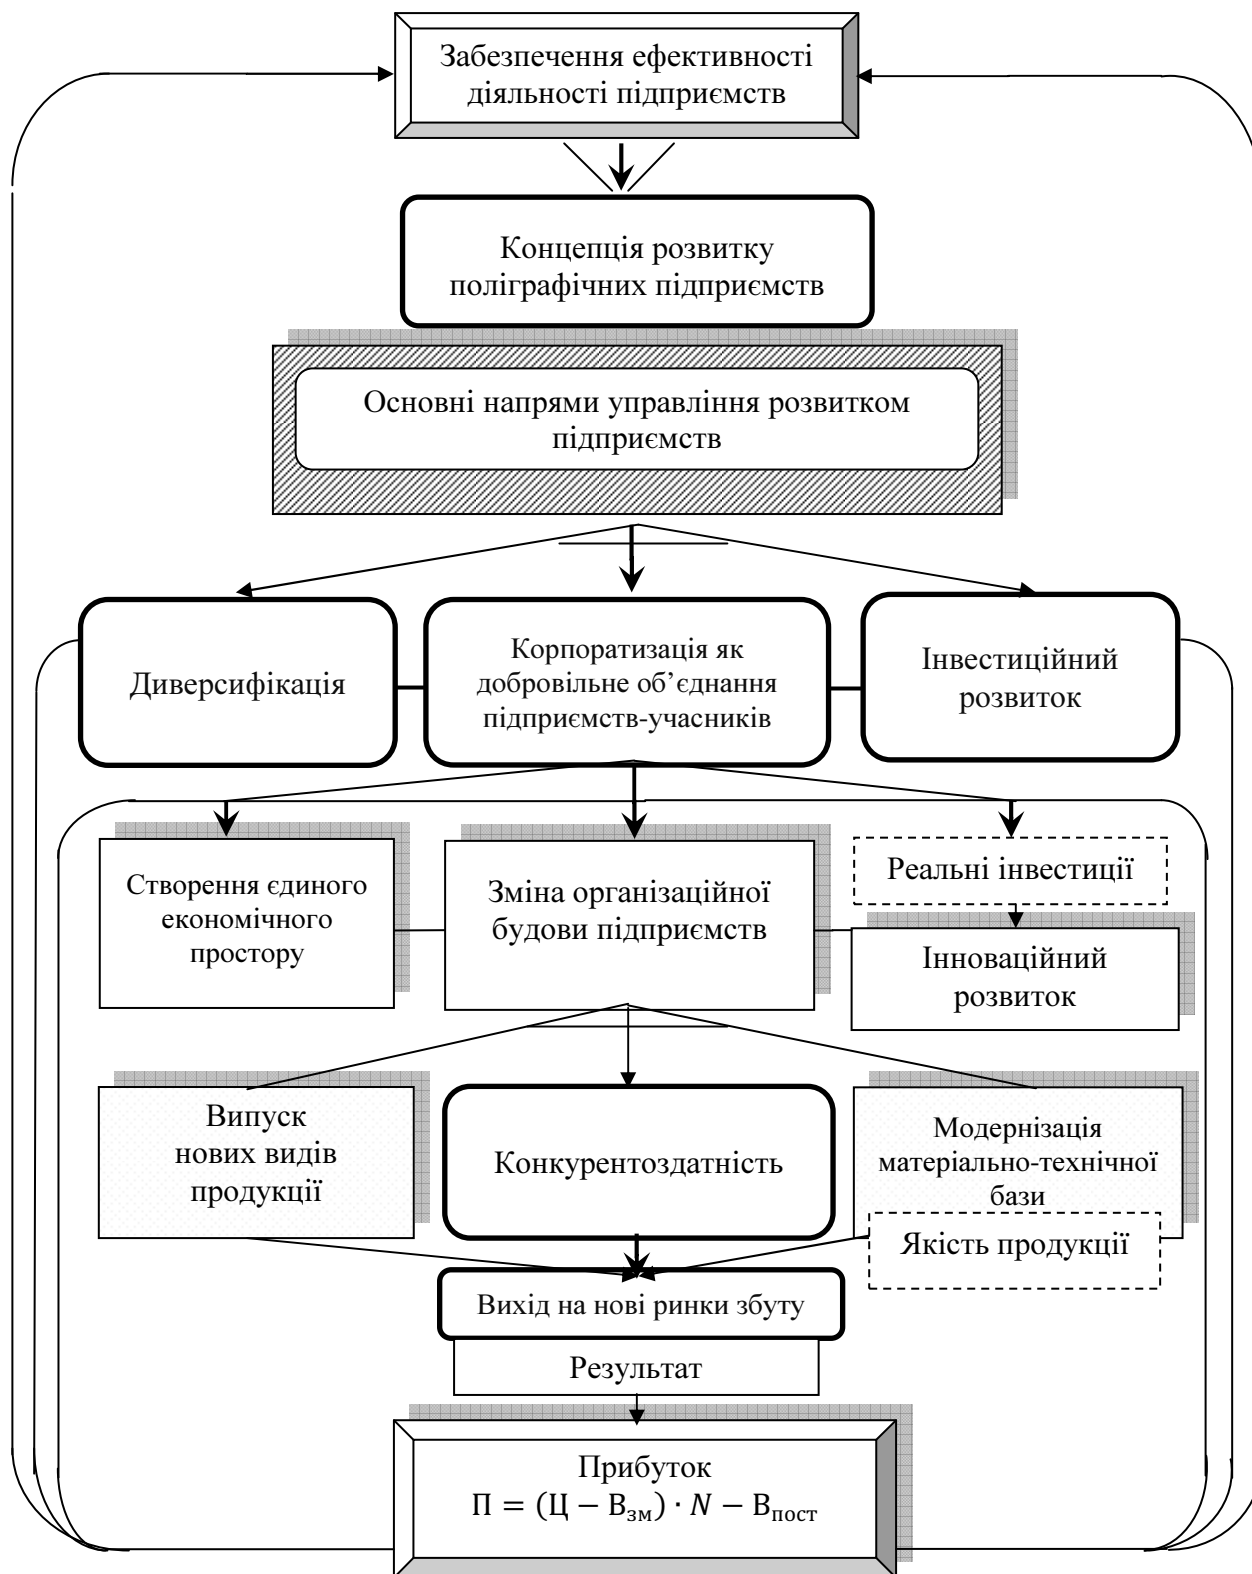 Забезпечення ефективності
діяльності підприємств
Концепція розвитку
поліграфічних підприємств
Основні напрями управління розвитком
підприємств
Диверсифікація
Корпоратизація як
добровільне об’єднання
підприємств-учасників
Інвестиційний
розвиток
Створення єдиного
економічного
простору
Зміна організаційної
будови підприємств
Реальні інвестиції
Інноваційний
розвиток
Випуск
нових видів
продукції
Конкурентоздатність
Модернізація
матеріально-технічної
бази
Якість продукції
Вихід на нові ринки збуту
Результат
Прибуток
П = (Ц − В_зм) · N − В_пост